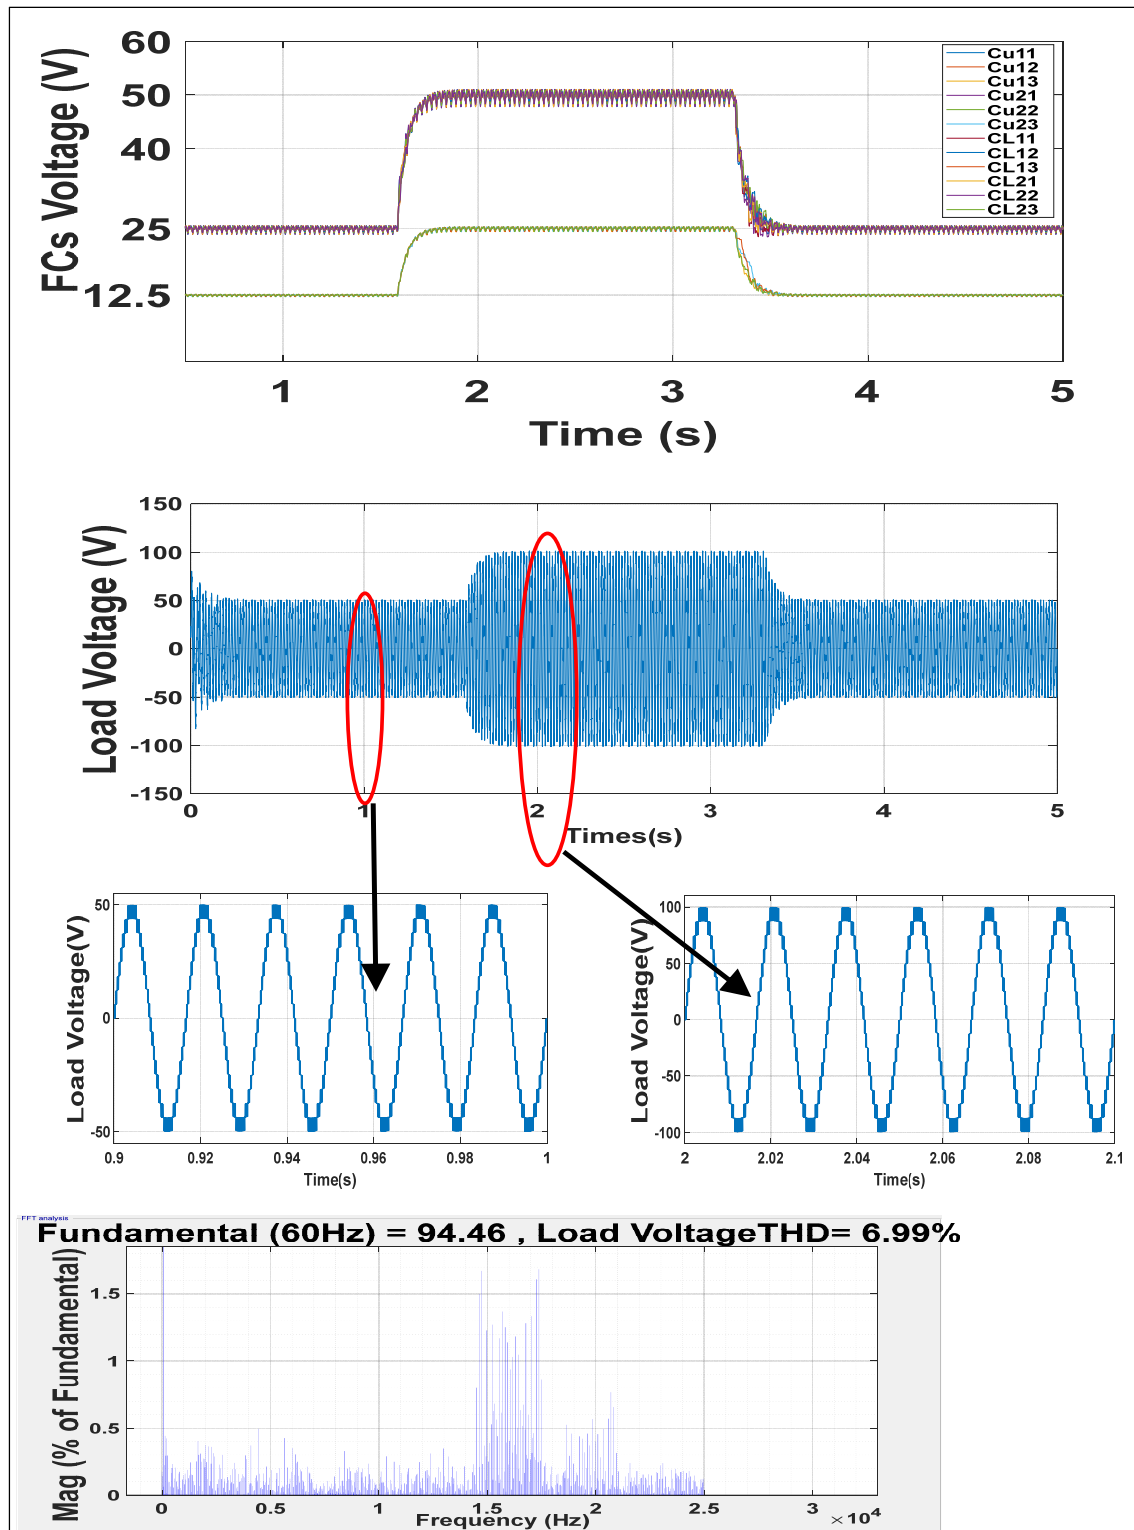 60
50
40
25
12.5
FCs Voltage (V)
Cu11
Cu12
Cu13
Cu21
Cu22
Cu23
CL11
CL12
CL13
CL21
CL22
CL23
1 2 3 4 5
Time (s)
150
100
50
0
-50
-100
-150
Load Voltage (V)
0 1 2 3 4 5
Times(s)
50
0
-50
Load Voltage(V)
0.9 0.92 0.94 0.96 0.98 1
Time(s)
100
50
0
-50
-100
Load Voltage(V)
2 2.02 2.04 2.06 2.08 2.1
Time(s)
FFT analysis
Fundamental (60Hz) = 94.46 , Load VoltageTHD= 6.99%
1.5
1
0.5
0
Mag (% of Fundamental)
0 0.5 1 1.5 2 2.5 3
×10^4
Frequency (Hz)